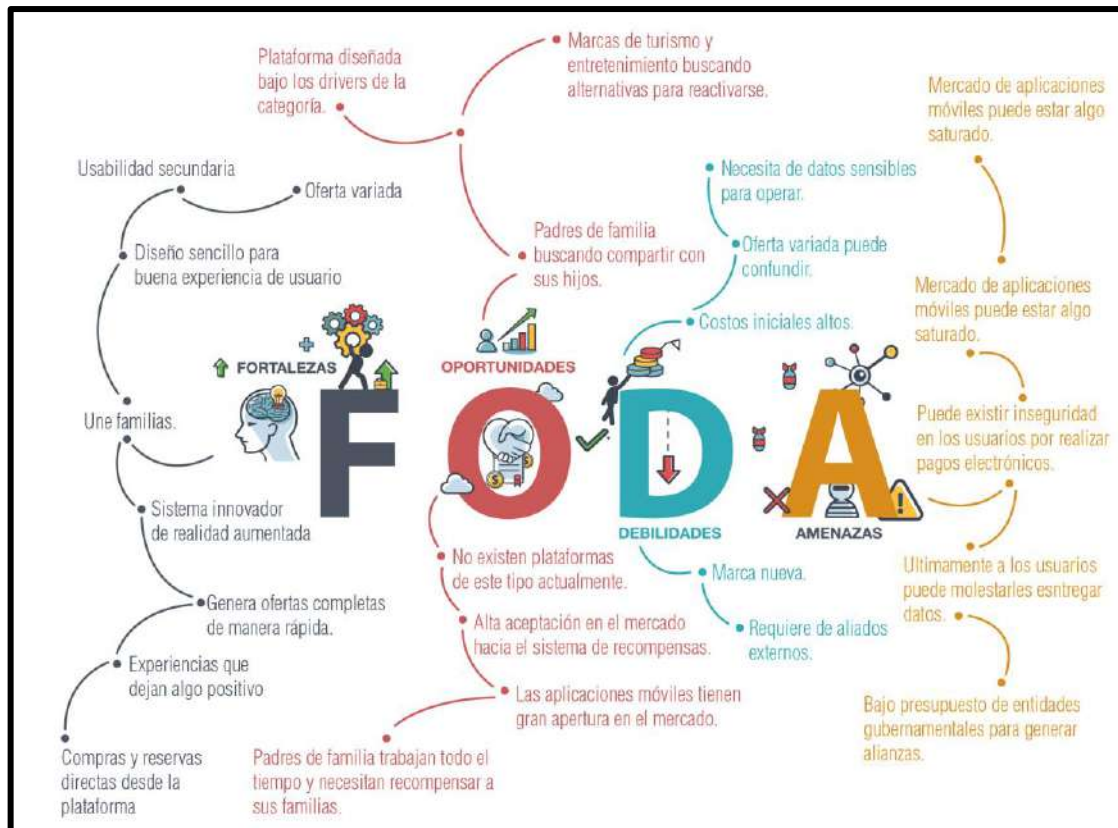 Usabilidad secundaria
Oferta variada
Diseño sencillo para
buena experiencia de usuario
FORTALEZAS
Une familias.
Sistema innovador
de realidad aumentada
Genera ofertas completas
de manera rápida.
Experiencias que
dejan algo positivo
Compras y reservas
directas desde la
plataforma
Plataforma diseñada
bajo los drivers de la
categoría.
Marcas de turismo y
entretenimiento buscando
alternativas para reactivarse.
Padres de familia
buscando compartir con
sus hijos.
OPORTUNIDADES
No existen plataformas
de este tipo actualmente.
Alta aceptación en el mercado
hacia el sistema de recompensas.
Las aplicaciones móviles tienen
gran apertura en el mercado.
Padres de familia trabajan todo el
tiempo y necesitan recompensar a
sus familias.
Necesita de datos sensibles
para operar.
Oferta variada puede
confundir.
Costos iniciales altos.
FODA
DEBILIDADES
Marca nueva.
Requiere de aliados
externos.
Mercado de aplicaciones
móviles puede estar algo
saturado.
Mercado de aplicaciones
móviles puede estar algo
saturado.
Puede existir inseguridad
en los usuarios por realizar
pagos electrónicos.
AMENAZAS
Ultimamente a los usuarios
puede molestarles esntregar
datos.
Bajo presupuesto de entidades
gubernamentales para generar
alianzas.